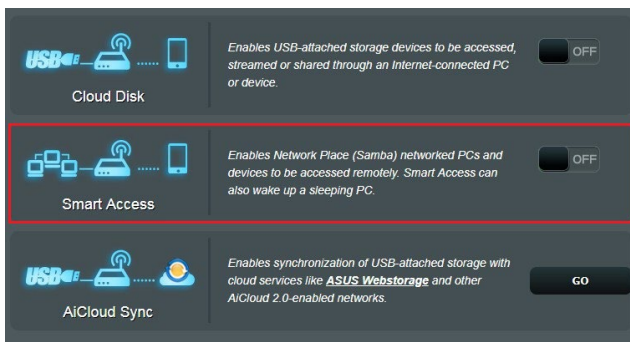 Enables USB-attached storage devices to be accessed,
streamed or shared through an Internet-connected PC
or device.
OFF
USB
Cloud Disk
Enables Network Place (Samba) networked PCs and
devices to be accessed remotely. Smart Access can
also wake up a sleeping PC.
OFF
Smart Access
Enables synchronization of USB-attached storage with
cloud services like ASUS Webstorage and other
AiCloud 2.0-enabled networks.
GO
USB
AiCloud Sync